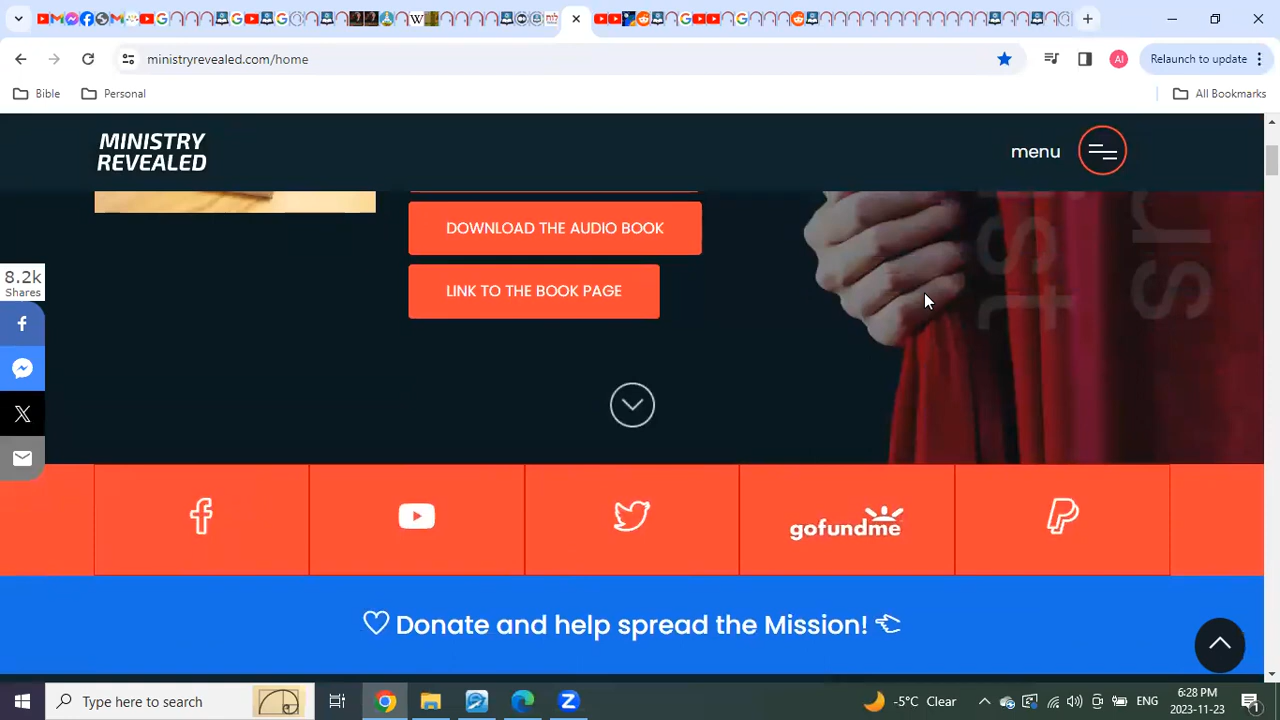 ministryrevealed.com/home
AI
Relaunch to update
Bible
Personal
All Bookmarks
MINISTRY
REVEALED
menu
DOWNLOAD THE AUDIO BOOK
LINK TO THE BOOK PAGE
8.2k
Shares
gofundme
Donate and help spread the Mission!
Type here to search
-5°C Clear
ENG
6:28 PM
2023-11-23
1